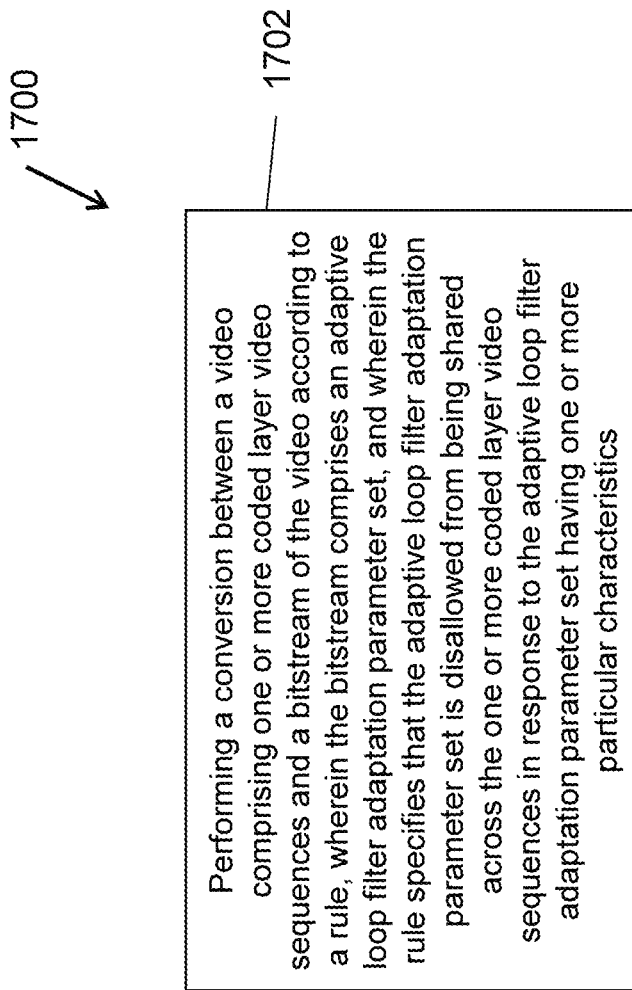 1700
1702
Performing a conversion between a video
comprising one or more coded layer video
sequences and a bitstream of the video according to
a rule, wherein the bitstream comprises an adaptive
loop filter adaptation parameter set, and wherein the
rule specifies that the adaptive loop filter adaptation
parameter set is disallowed from being shared
across the one or more coded layer video
sequences in response to the adaptive loop filter
adaptation parameter set having one or more
particular characteristics